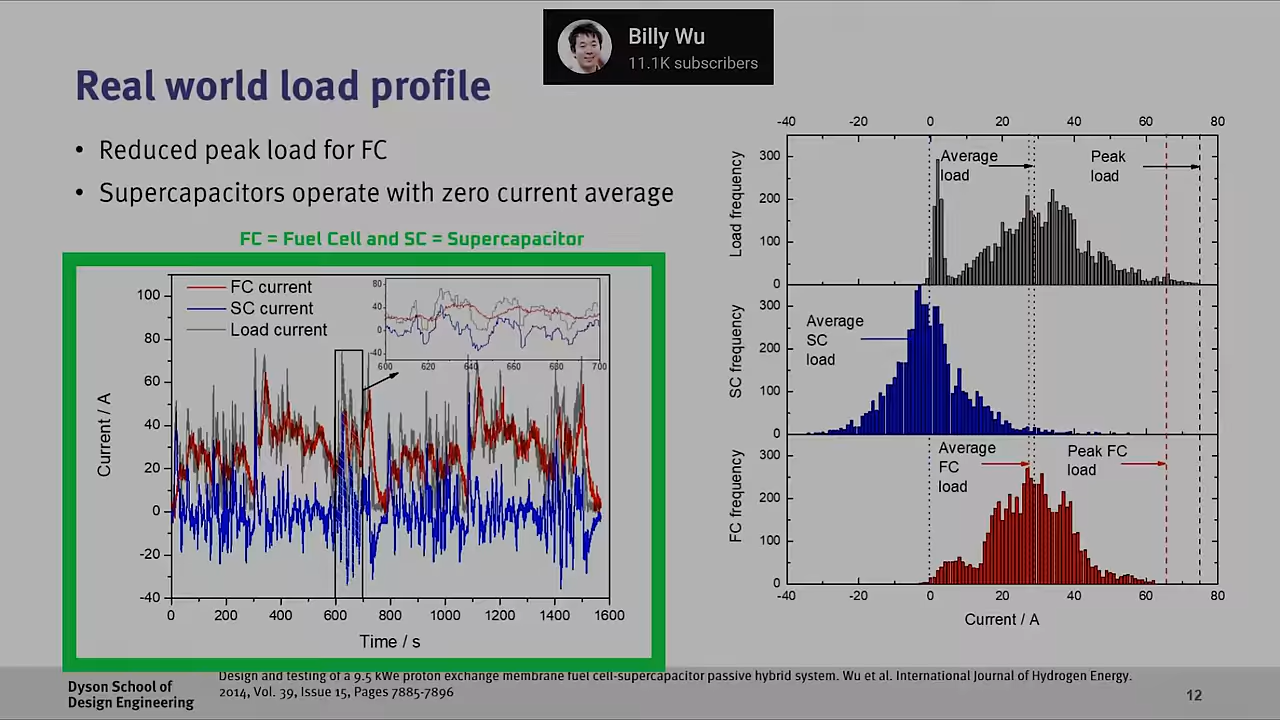 Billy Wu
11.1K subscribers
Real world load profile
• Reduced peak load for FC
• Supercapacitors operate with zero current average
FC = Fuel Cell and SC = Supercapacitor
FC current
SC current
Load current
100
80
60
40
20
0
-20
-40
Current / A
0 200 400 600 800 1000 1200 1400 1600
Time / s
80
40
0
-40
600 620 640 660 680 700
-40 -20 0 20 40 60 80
Load frequency
300
200
100
0
Average
load
Peak
load
SC frequency
300
200
100
0
Average
SC
load
FC frequency
300
200
100
0
Average
FC
load
Peak FC
load
-40 -20 0 20 40 60 80
Current / A
Dyson School of
Design Engineering
Design and testing of a 9.5 kWe proton exchange membrane fuel cell-supercapacitor passive hybrid system. Wu et al. International Journal of Hydrogen Energy.
2014, Vol. 39, Issue 15, Pages 7885-7896
12